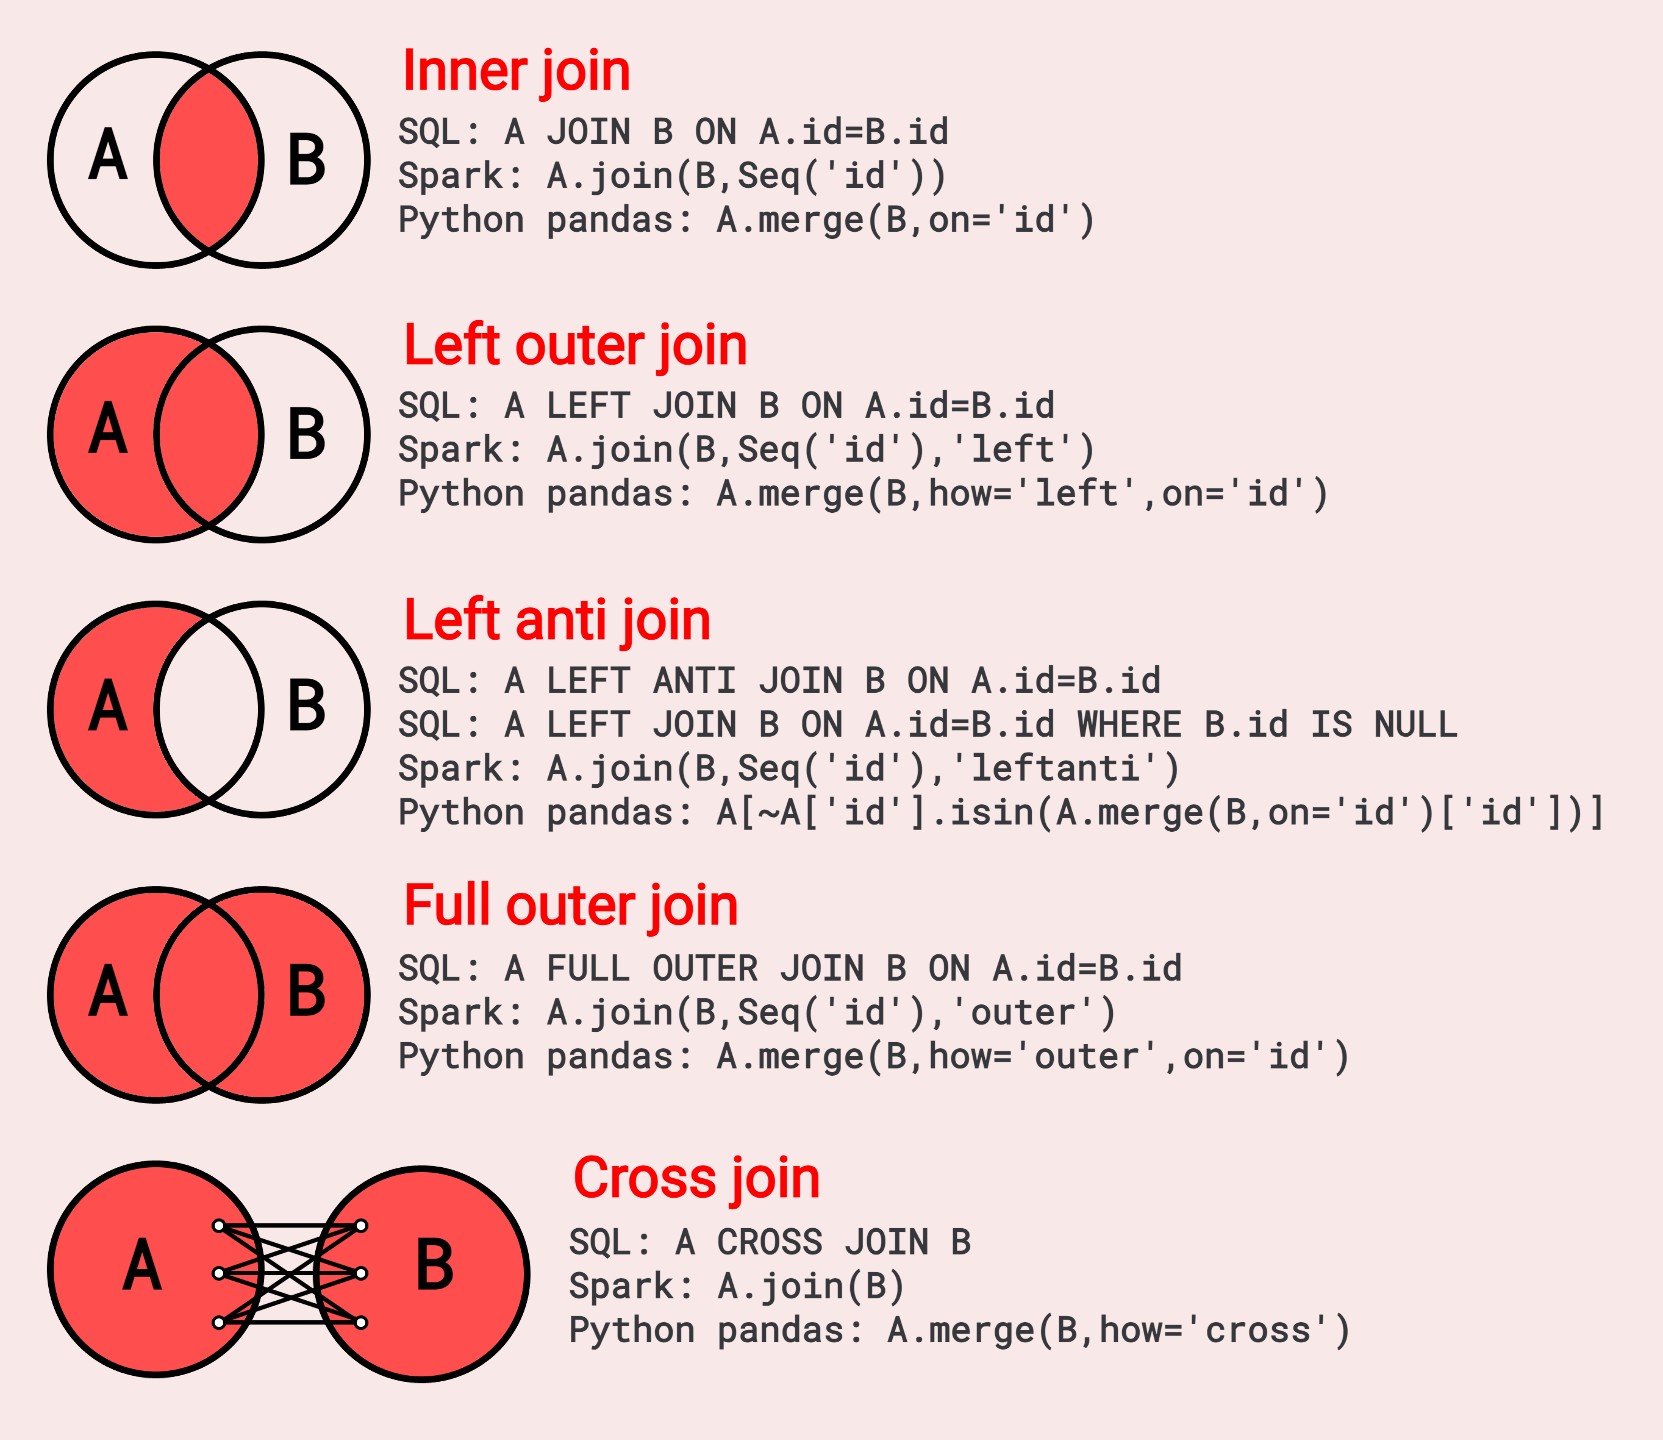 A B
Inner join
SQL: A JOIN B ON A.id=B.id
Spark: A.join(B,Seq('id'))
Python pandas: A.merge(B,on='id')
A B
Left outer join
SQL: A LEFT JOIN B ON A.id=B.id
Spark: A.join(B,Seq('id'),'left')
Python pandas: A.merge(B,how='left',on='id')
A B
Left anti join
SQL: A LEFT ANTI JOIN B ON A.id=B.id
SQL: A LEFT JOIN B ON A.id=B.id WHERE B.id IS NULL
Spark: A.join(B,Seq('id'),'leftanti')
Python pandas: A[~A['id'].isin(A.merge(B,on='id')['id'])]
A B
Full outer join
SQL: A FULL OUTER JOIN B ON A.id=B.id
Spark: A.join(B,Seq('id'),'outer')
Python pandas: A.merge(B,how='outer',on='id')
A B
Cross join
SQL: A CROSS JOIN B
Spark: A.join(B)
Python pandas: A.merge(B,how='cross')